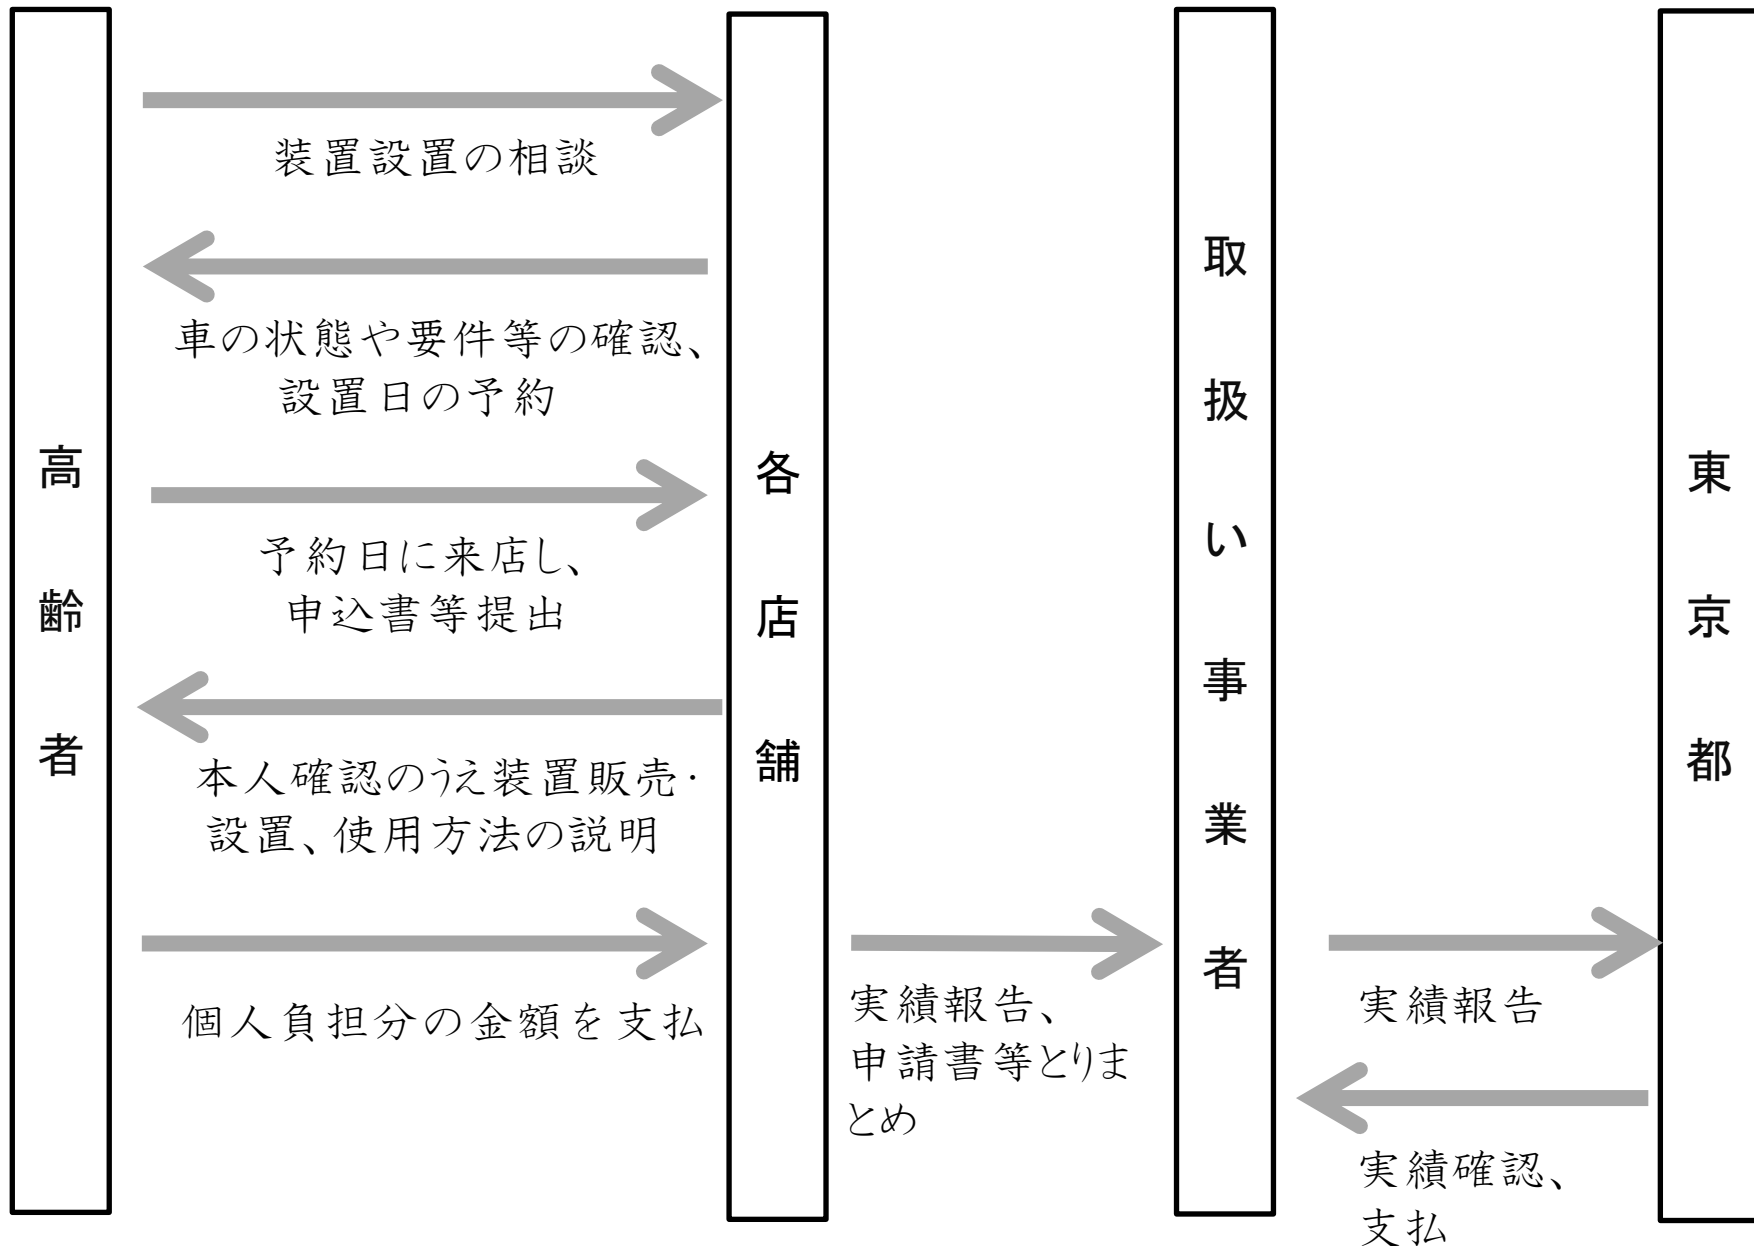 高齢者
装置設置の相談
車の状態や要件等の確認、
設置日の予約
予約日に来店し、
申込書等提出
本人確認のうえ装置販売・
設置、使用方法の説明
個人負担分の金額を支払
各店舗
実績報告、
申請書等とりま
とめ
取扱い事業者
実績報告
実績確認、
支払
東京都